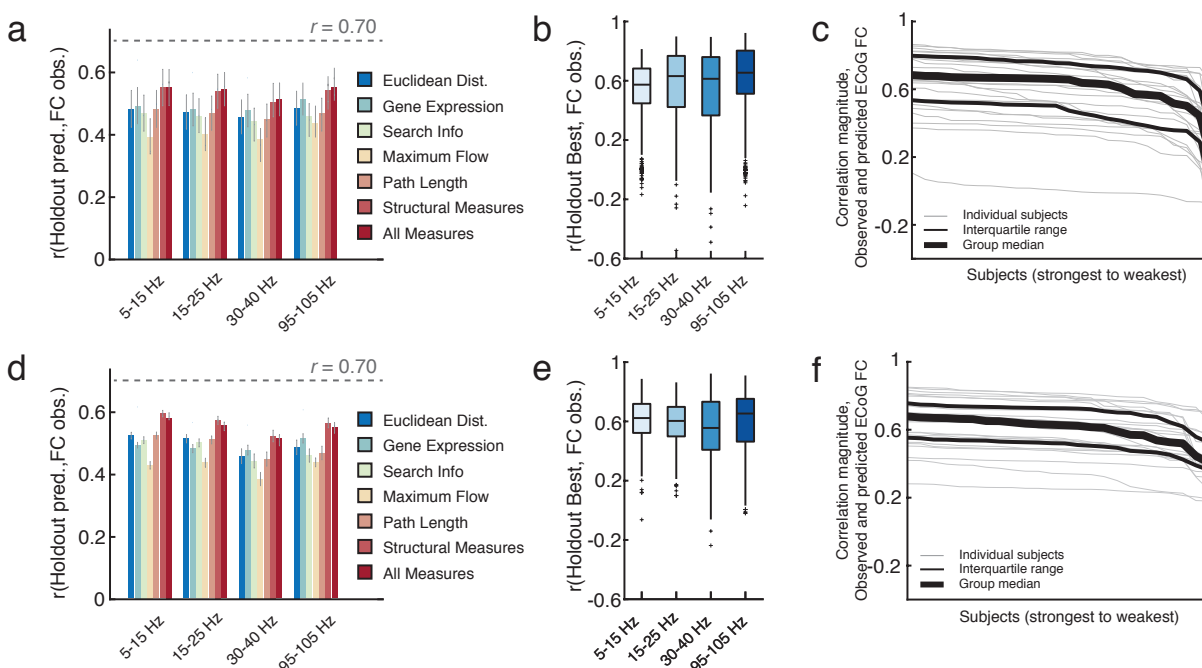 a
r(Holdout pred.,FC obs.)
0.6
0.4
0.2
0
r = 0.70
5-15 Hz
15-25 Hz
30-40 Hz
95-105 Hz
Euclidean Dist.
Gene Expression
Search Info
Maximum Flow
Path Length
Structural Measures
All Measures
b
r(Holdout Best, FC obs.)
1
0.6
0.2
1
-0.2
-0.6
5-15 Hz
15-25 Hz
30-40 Hz
95-105 Hz
c
Correlation magnitude,
Observed and predicted ECoG FC
1
0.6
0.2
-0.2
Individual subjects
Interquartile range
Group median
Subjects (strongest to weakest)
d
r(Holdout pred.,FC obs.)
0.6
0.4
0.2
0
r = 0.70
5-15 Hz
15-25 Hz
30-40 Hz
95-105 Hz
Euclidean Dist.
Gene Expression
Search Info
Maximum Flow
Path Length
Structural Measures
All Measures
e
r(Holdout Best, FC obs.)
1
0.6
0.2
1
-0.2
-0.6
5-15 Hz
15-25 Hz
30-40 Hz
95-105 Hz
f
Correlation magnitude,
Observed and predicted ECoG FC
1
0.6
0.2
-0.2
Individual subjects
Interquartile range
Group median
Subjects (strongest to weakest)